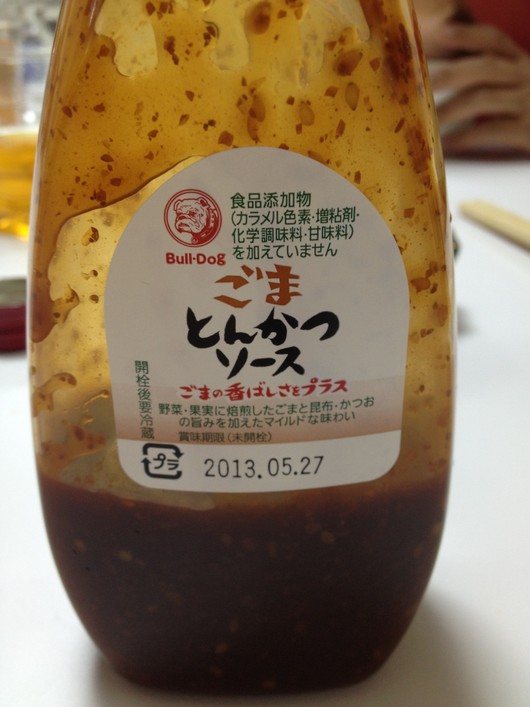 食品添加物
(カラメル色素・増粘剤・
化学調味料・甘味料)
を加えていません
Bull-Dog
ごま
とんかつ
ソース
ごまの香ばしさをプラス
開栓後要冷蔵
野菜・果実に焙煎したごまと昆布・かつお
の旨みを加えたマイルドな味わい
賞味期限(未開栓)
プラ
2013.05.27